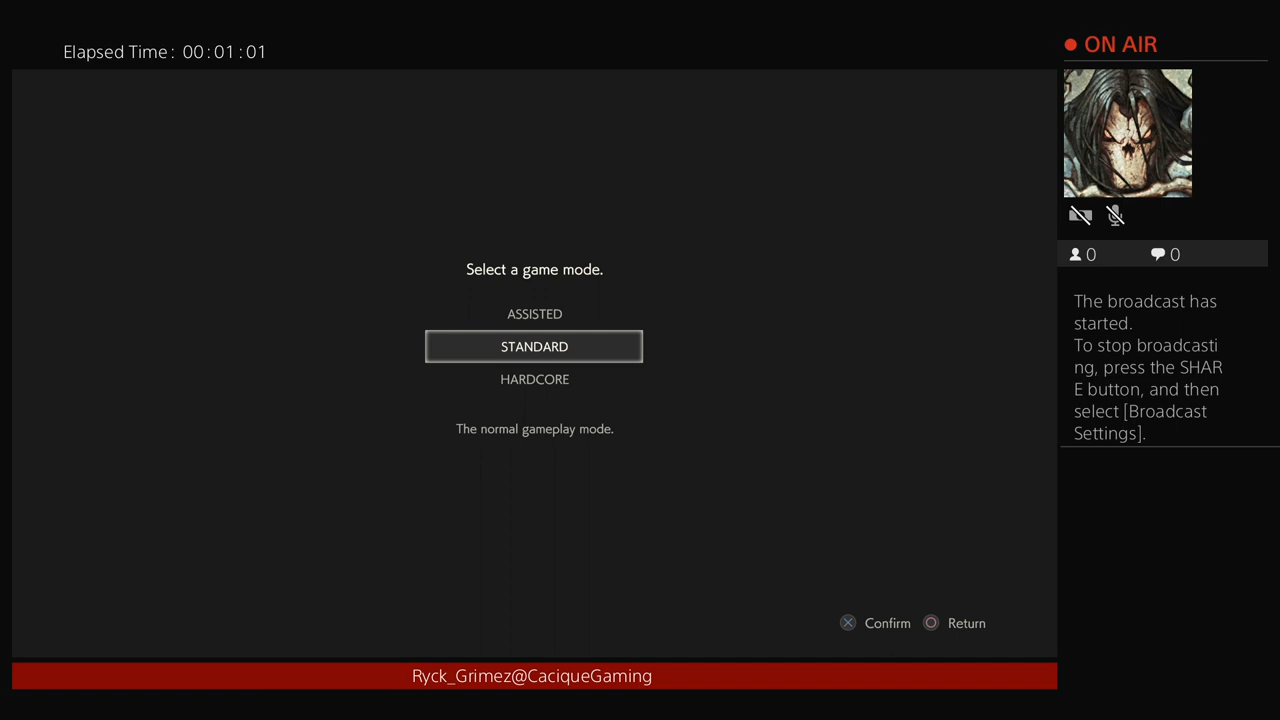 Elapsed Time: 00:01:01
ON AIR
0
0
The broadcast has
started.
To stop broadcasti
ng, press the SHAR
E button, and then
select [Broadcast
Settings].
Select a game mode.
ASSISTED
STANDARD
HARDCORE
The normal gameplay mode.
Confirm
Return
Ryck_Grimez@CaciqueGaming